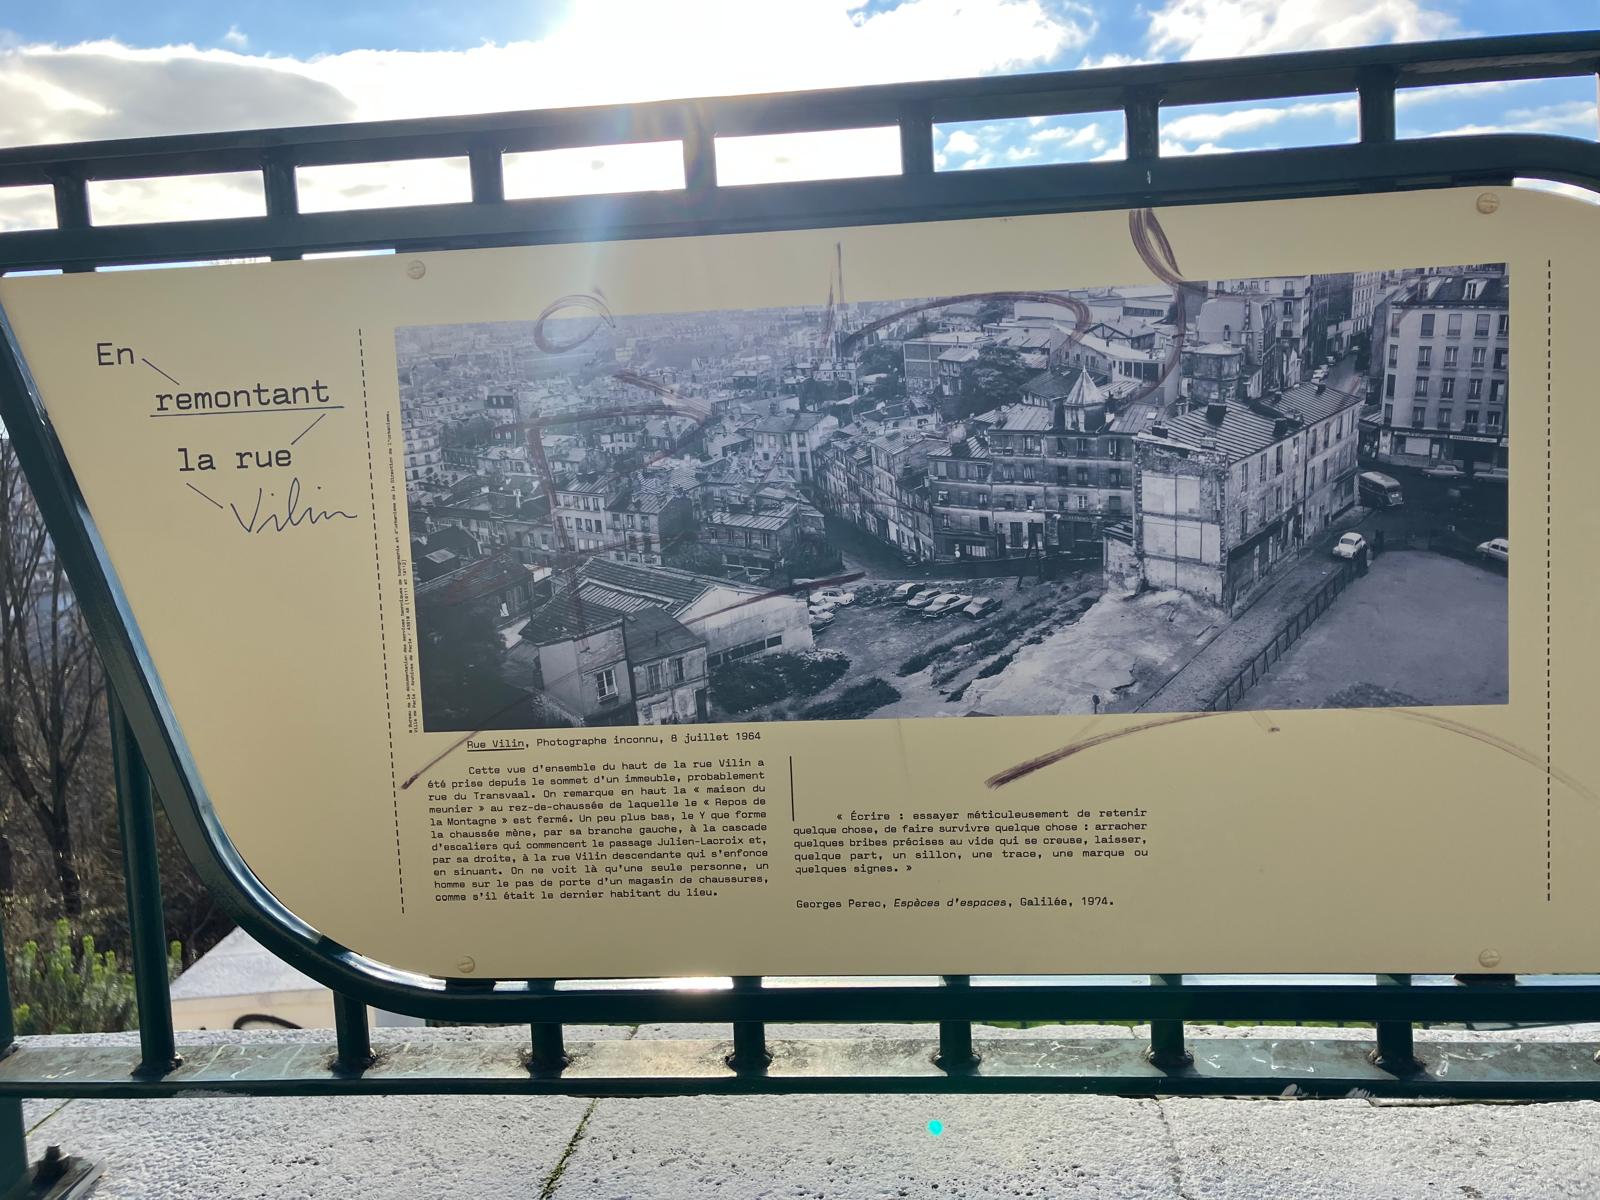 En
remontant
la rue
Vilin
Rue Vilin, Photographe inconnu, 8 juillet 1964
Cette vue d'ensemble du haut de la rue Vilin a
été prise depuis le sommet d'un immeuble, probablement
rue du Transvaal. On remarque en haut la « maison du
meunier » au rez-de-chaussée de laquelle le « Repos de
la Montagne » est fermé. Un peu plus bas, le Y que forme
la chaussée mène, par sa branche gauche, à la cascade
d'escaliers qui commencent le passage Julien-Lacroix et,
par sa droite, à la rue Vilin descendante qui s'enfonce
en sinuant. On ne voit là qu'une seule personne, un
homme sur le pas de porte d'un magasin de chaussures,
comme s'il était le dernier habitant du lieu.
« Écrire : essayer méticuleusement de retenir
quelque chose, de faire survivre quelque chose : arracher
quelques bribes précises au vide qui se creuse, laisser,
quelque part, un sillon, une trace, une marque ou
quelques signes. »
Georges Perec, Espèces d'espaces, Galilée, 1974.